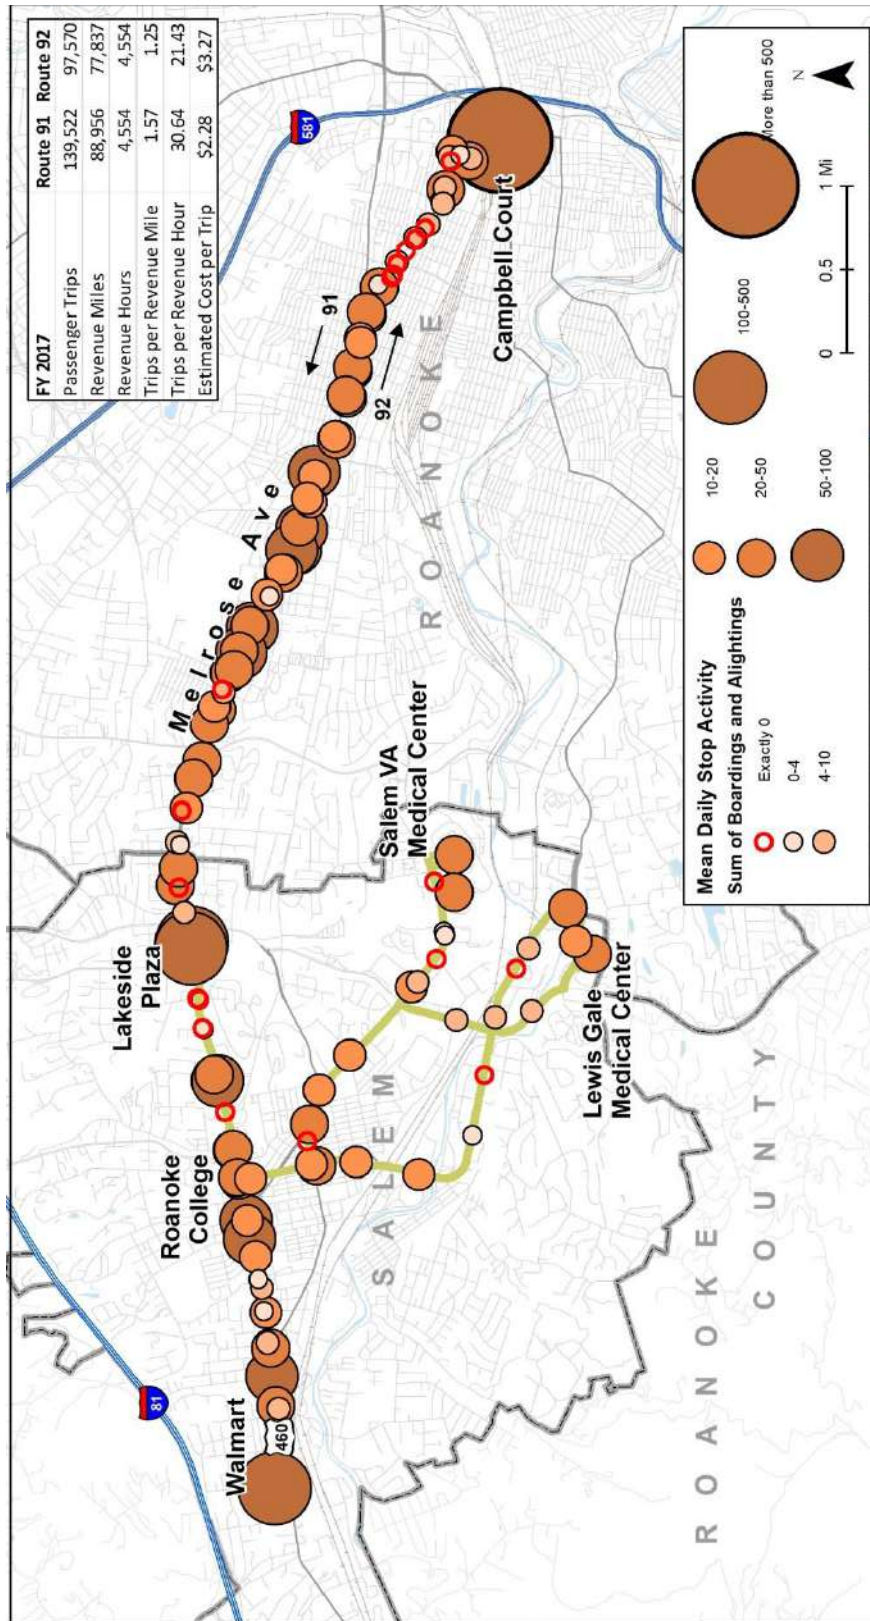 FY 2017 Route 91 Route 92
Passenger Trips 139,522 97,570
Revenue Miles 88,956 77,837
Revenue Hours 4,554 4,554
Trips per Revenue Mile 1.57 1.25
Trips per Revenue Hour 30.64 21.43
Estimated Cost per Trip $2.28 $3.27
81
581
460
Walmart
Roanoke
College
Lakeside
Plaza
Melrose Ave
91
92
Salem VA
Medical Center
Lewis Gale
Medical Center
Campbell Court
SALEM
ROANOKE
ROANOKE
COUNTY
Mean Daily Stop Activity
Sum of Boardings and Alightings
Exactly 0
0-4
4-10
10-20
20-50
50-100
100-500
More than 500
0 0.5 1 Mi
N